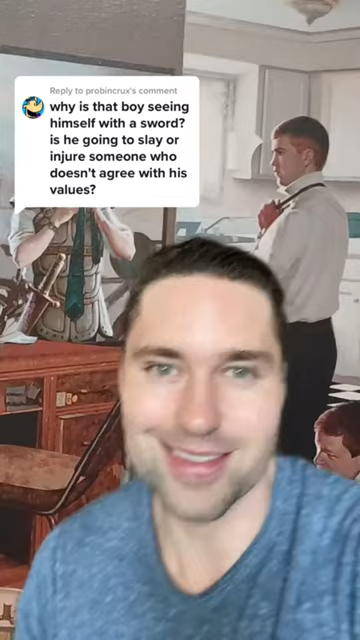 Reply to probincrux's comment
why is that boy seeing
himself with a sword?
is he going to slay or
injure someone who
doesn't agree with his
values?